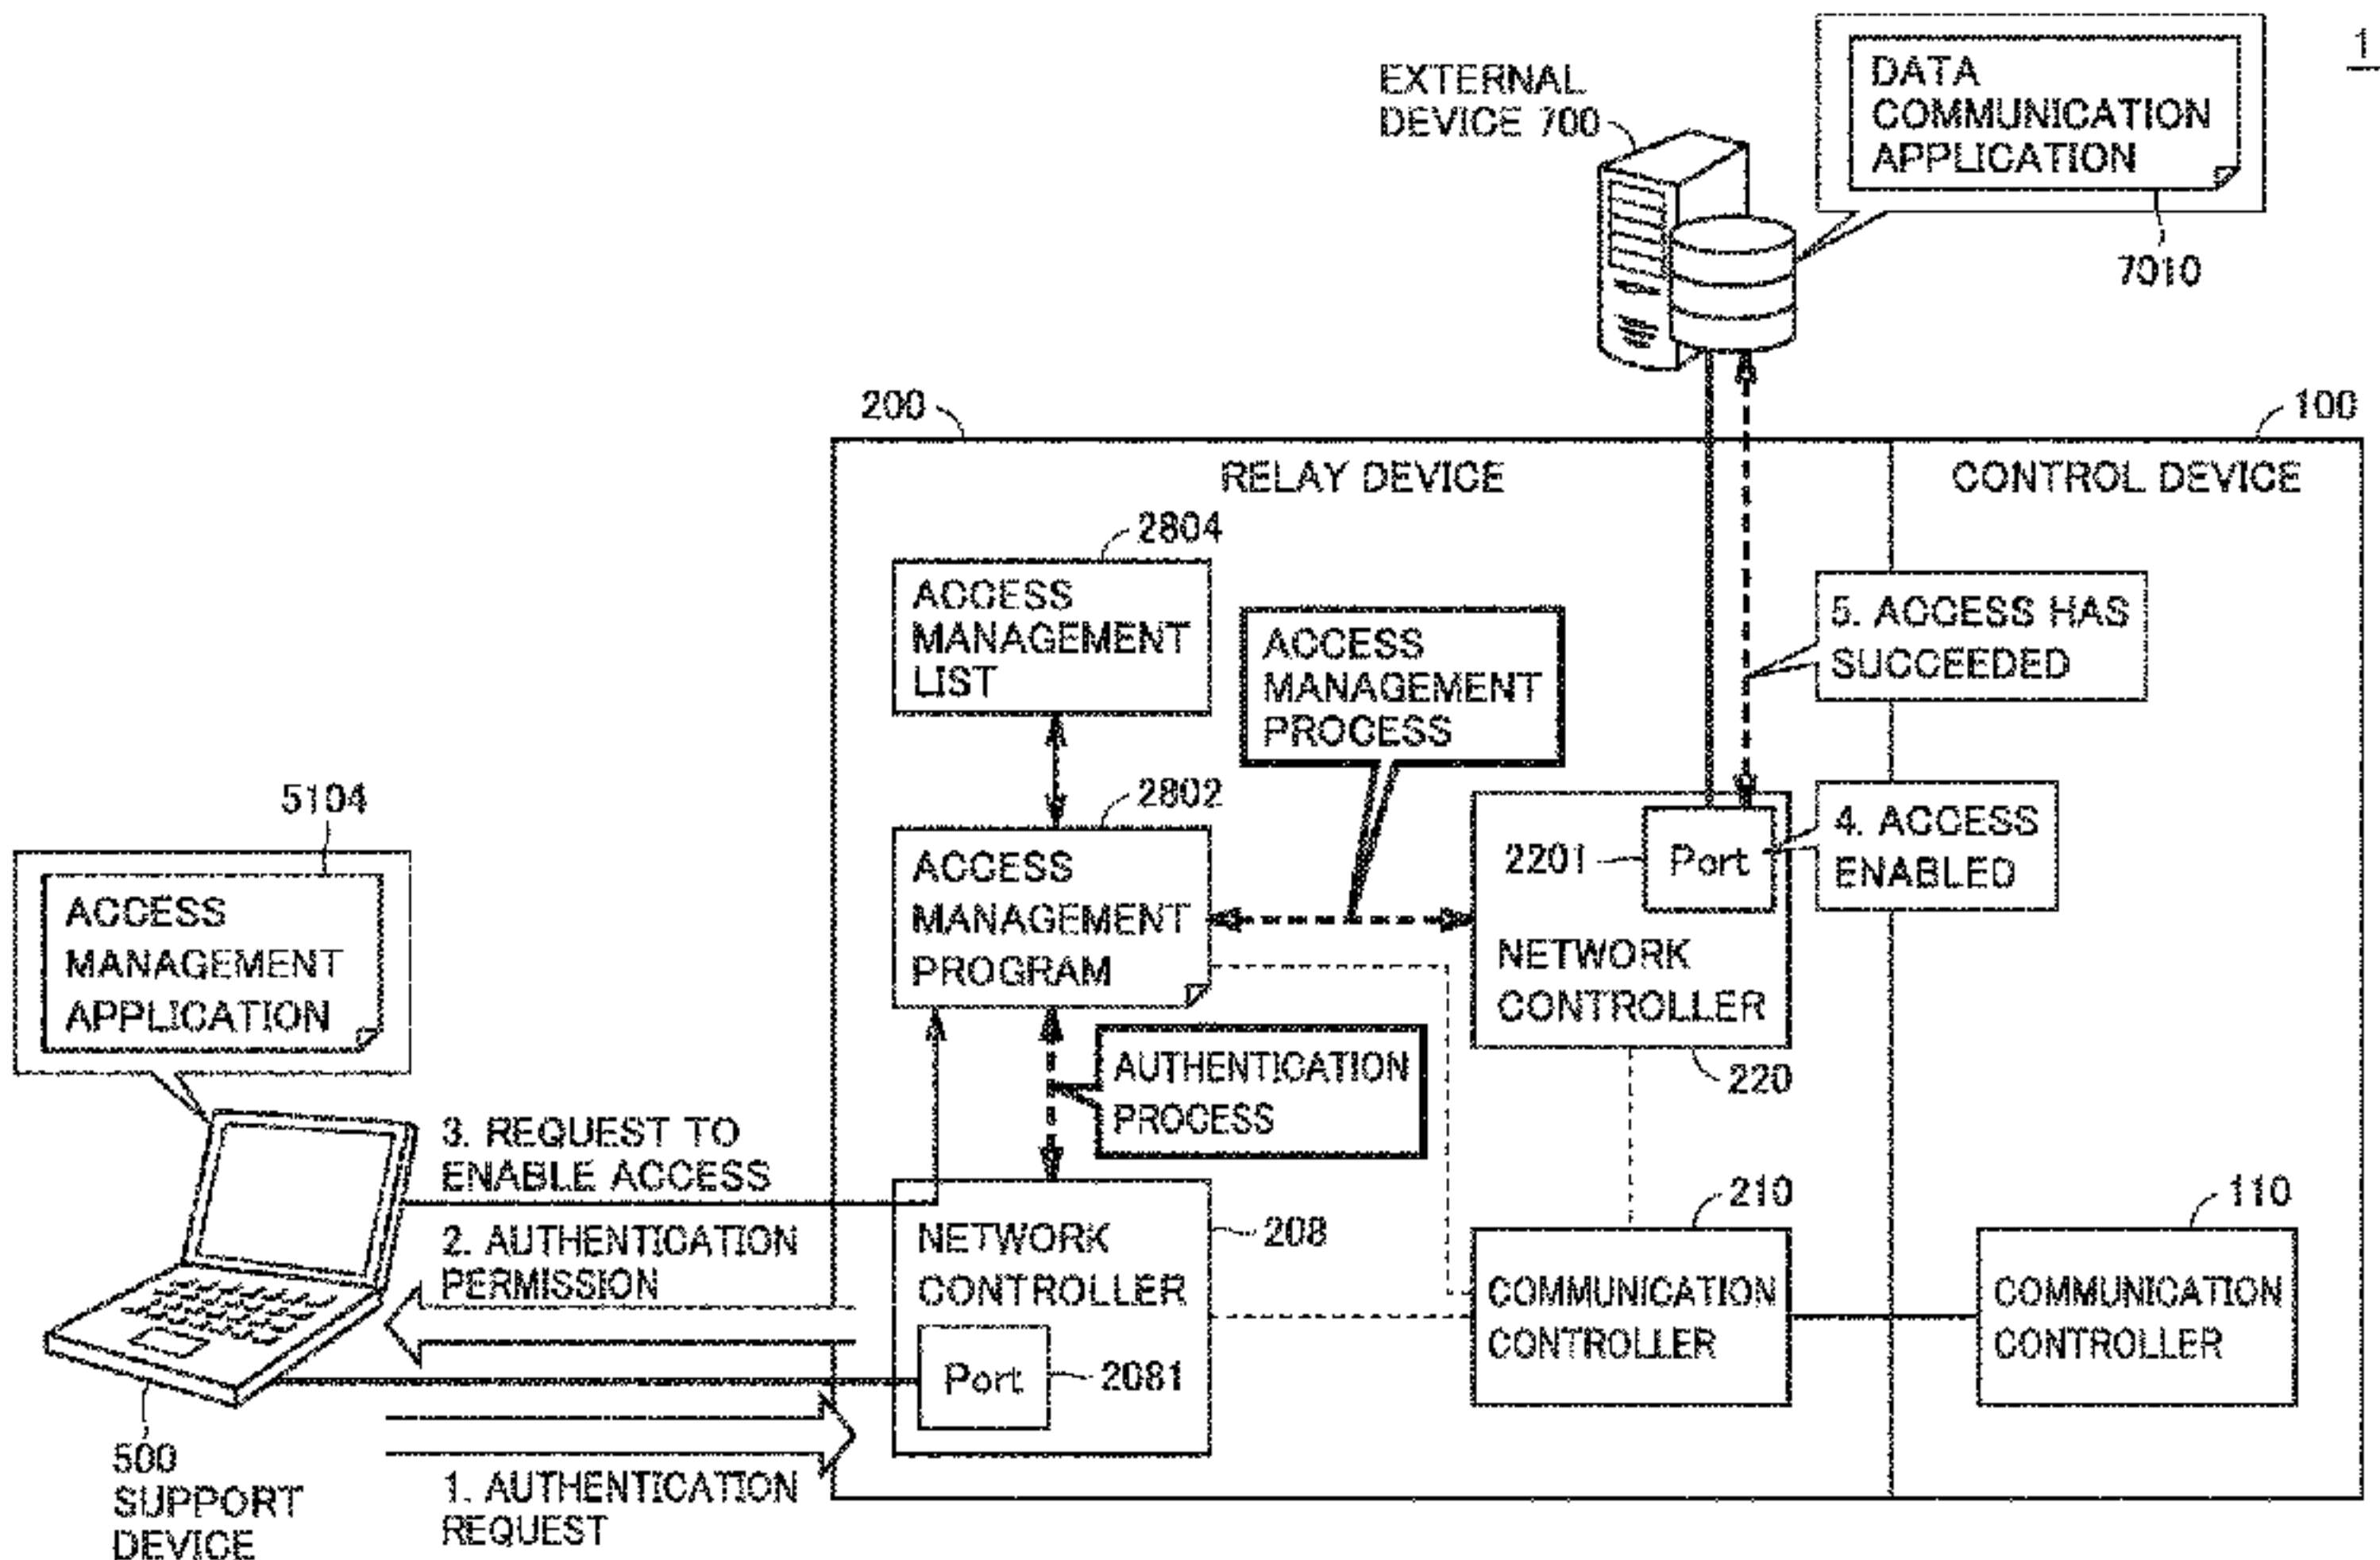 1
EXTERNAL
DEVICE 700
DATA
COMMUNICATION
APPLICATION
7010
200
100
RELAY DEVICE
CONTROL DEVICE
2804
ACCESS
MANAGEMENT
LIST
ACCESS
MANAGEMENT
PROCESS
5. ACCESS HAS
SUCCEEDED
2802
ACCESS
MANAGEMENT
PROGRAM
2201
Port
4. ACCESS
ENABLED
NETWORK
CONTROLLER
220
5104
ACCESS
MANAGEMENT
APPLICATION
AUTHENTICATION
PROCESS
3. REQUEST TO
ENABLE ACCESS
2. AUTHENTICATION
PERMISSION
NETWORK
CONTROLLER
208
Port
2081
210
COMMUNICATION
CONTROLLER
110
COMMUNICATION
CONTROLLER
500
SUPPORT
DEVICE
1. AUTHENTICATION
REQUEST